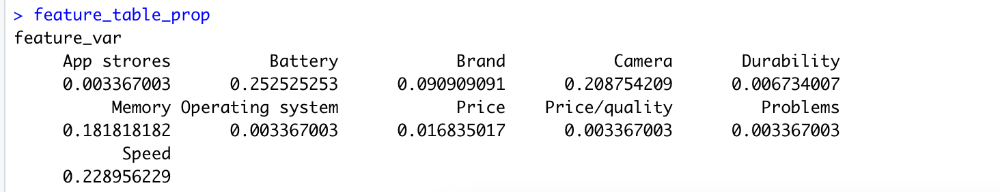 > feature_table_prop
feature_var
App strores Battery Brand Camera Durability
0.003367003 0.252525253 0.090909091 0.208754209 0.006734007
Memory Operating system Price Price/quality Problems
0.181818182 0.003367003 0.016835017 0.003367003 0.003367003
Speed
0.228956229